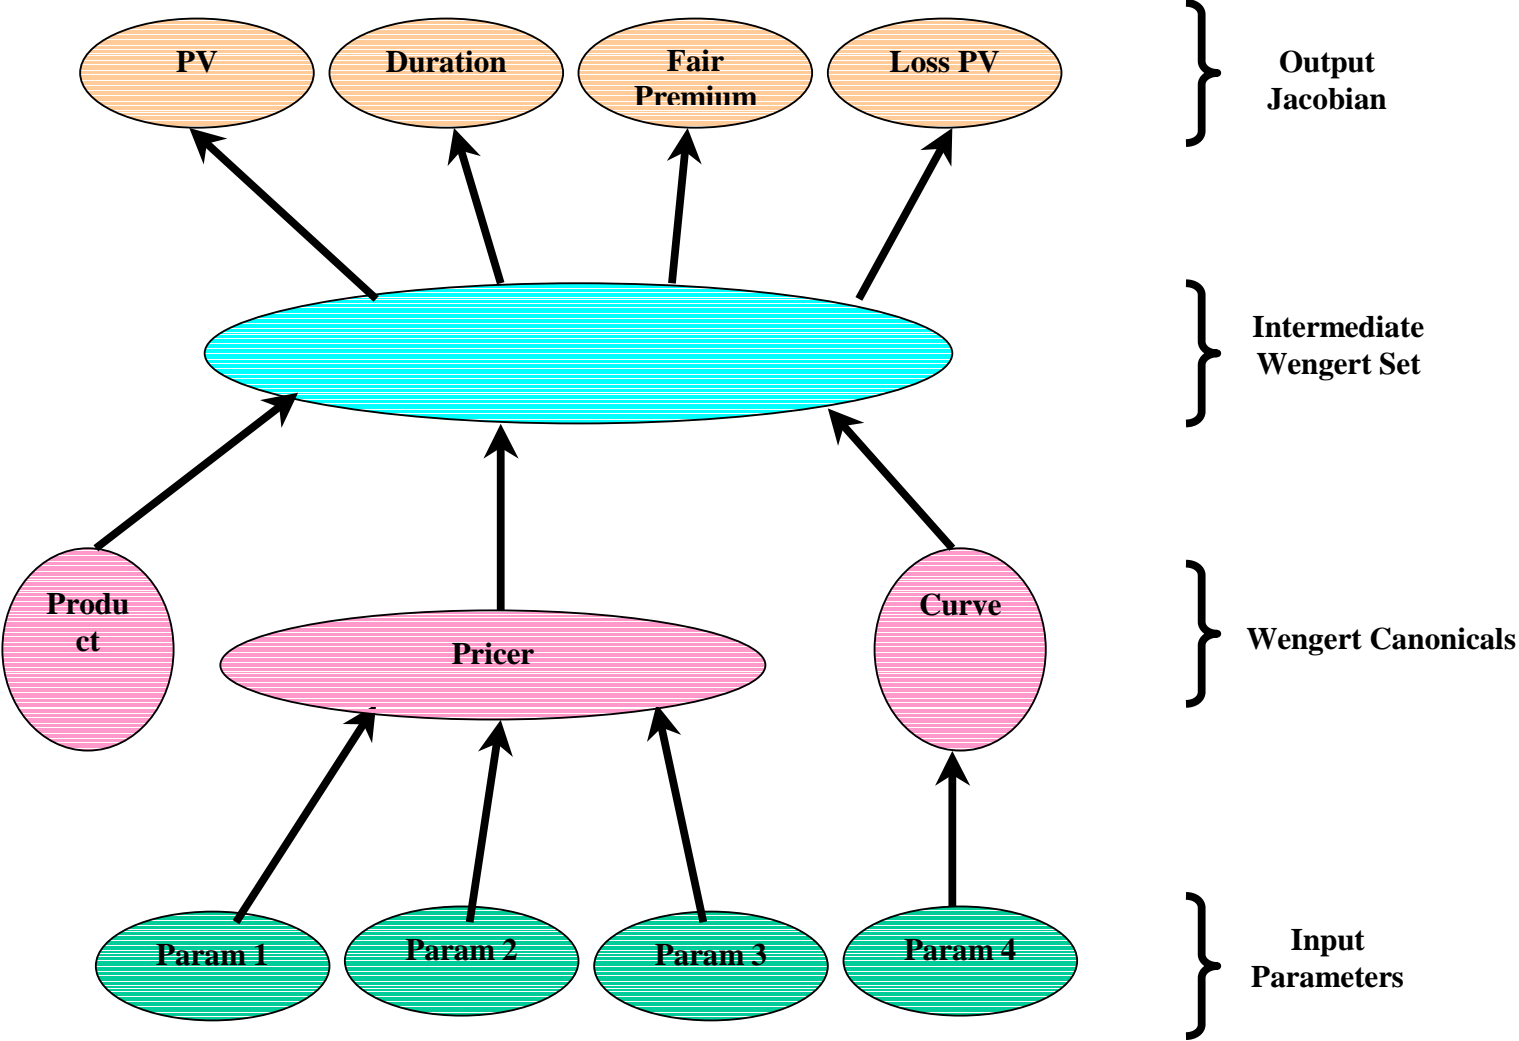 PV
Duration
Fair
Premium
Loss PV
Output
Jacobian
Intermediate
Wengert Set
Produ
ct
Pricer
Curve
Wengert Canonicals
Param 1
Param 2
Param 3
Param 4
Input
Parameters